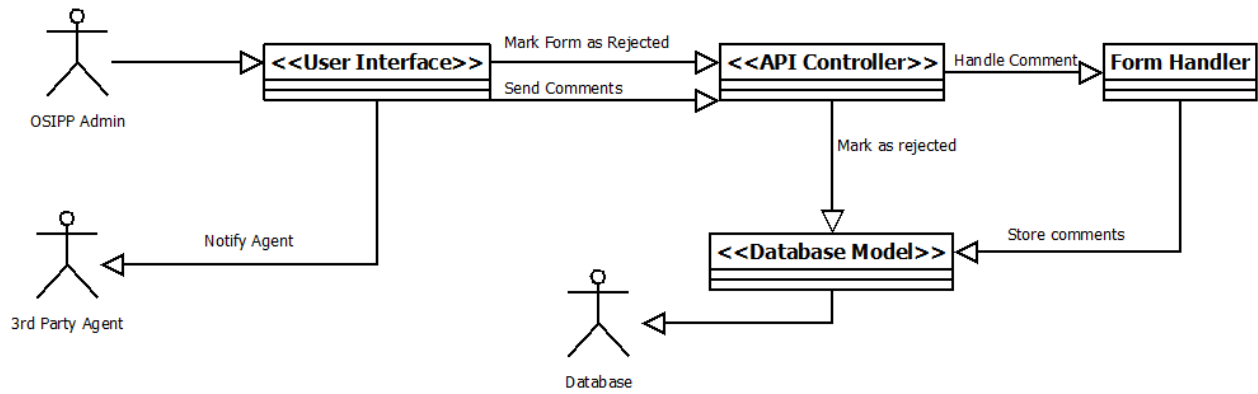 <<User Interface>>
Mark Form as Rejected
<<API Controller>>
Handle Comment
Form Handler
Send Comments
OSIPP Admin
Mark as rejected
Notify Agent
Store comments
<<Database Model>>
3rd Party Agent
Database